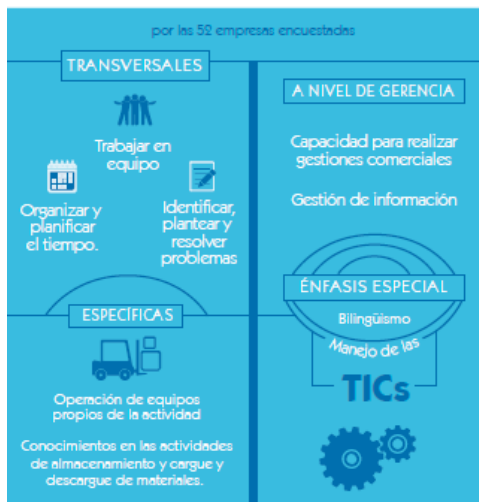 por las 52 empresas encuestadas
TRANSVERSALES
Trabajar en
equipo
Organizar y
planificar
el tiempo.
Identificar,
plantear y
resolver
problemas
ESPECÍFICAS
Operación de equipos
propios de la actividad
Conocimientos en las actividades
de almacenamiento y cargue y
descargue de materiales.
A NIVEL DE GERENCIA
Capacidad para realizar
gestiones comerciales
Gestión de información
ÉNFASIS ESPECIAL
Bilingüismo
Manejo de las
TICs